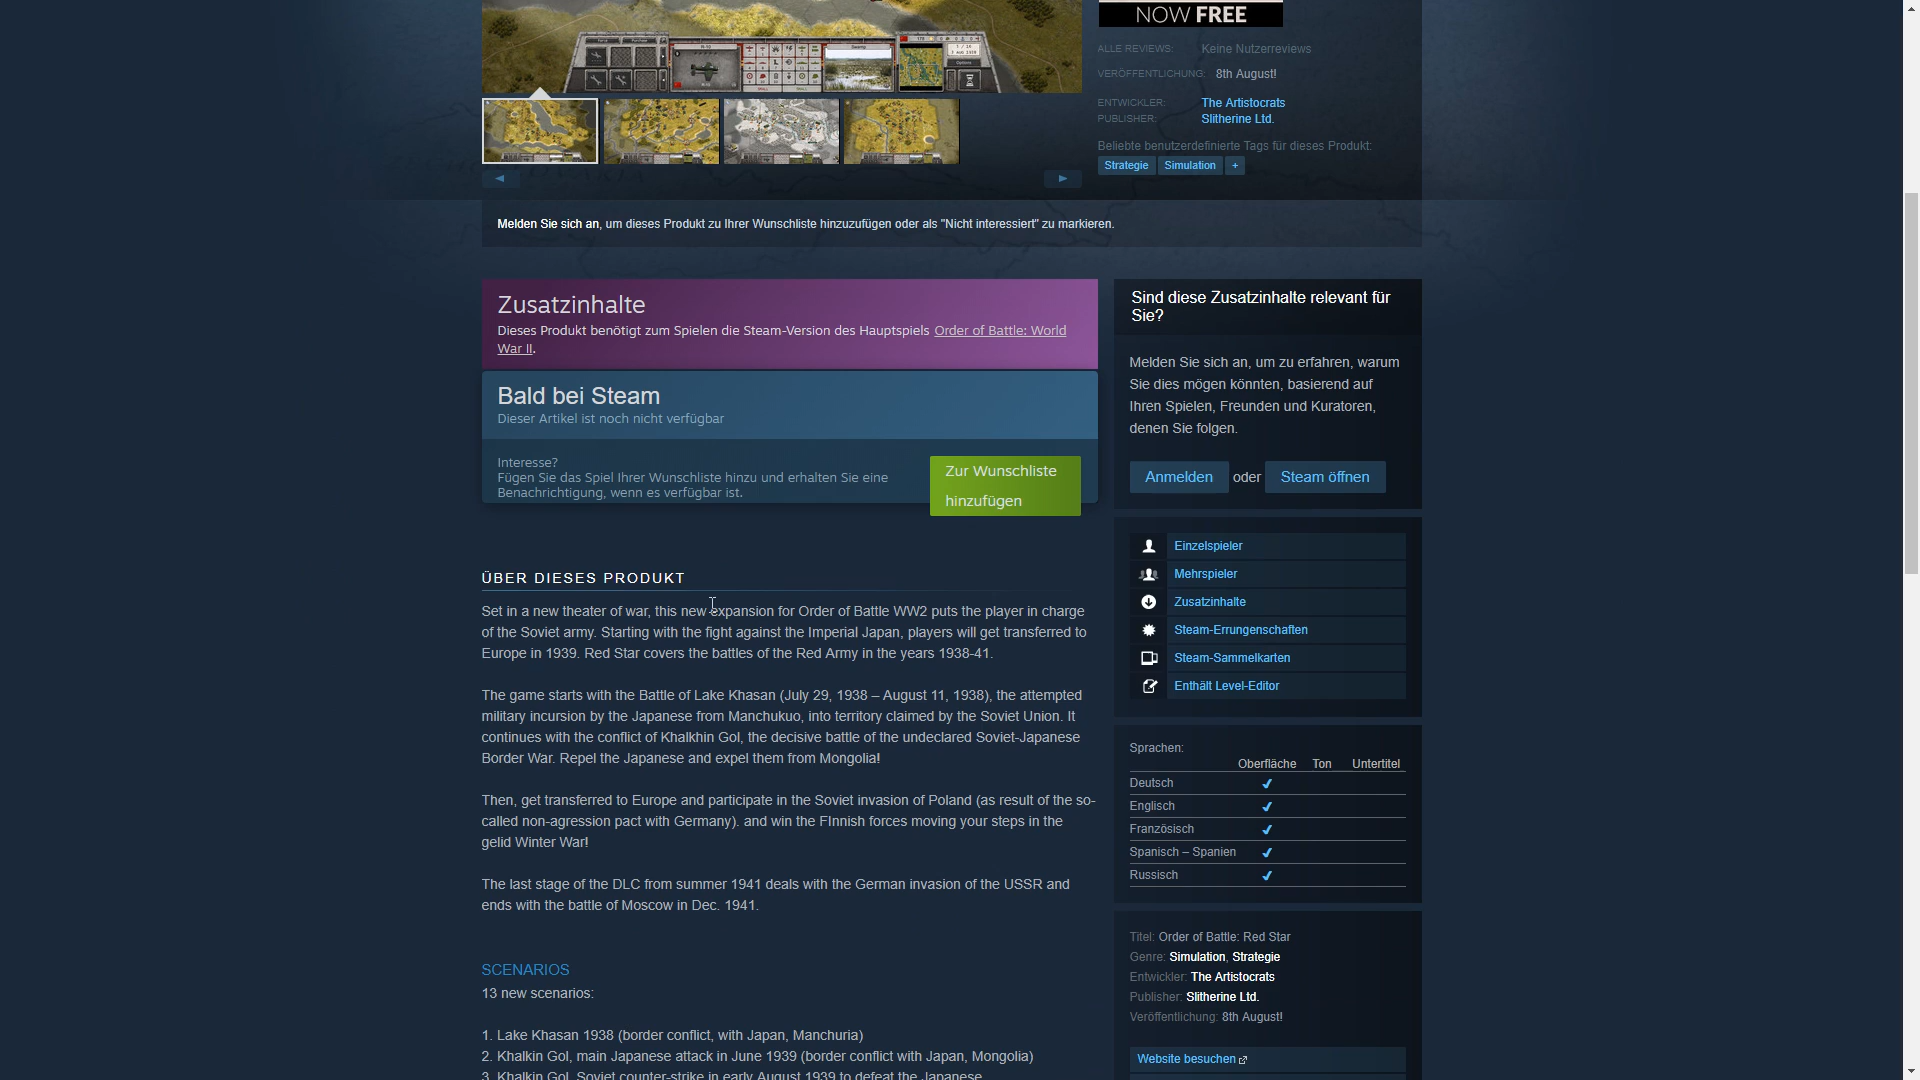 NOW FREE
ALLE REVIEWS: Keine Nutzerreviews
VERÖFFENTLICHUNG: 8th August!
ENTWICKLER: The Artistocrats
PUBLISHER: Slitherine Ltd.
Beliebte benutzerdefinierte Tags für dieses Produkt:
Strategie Simulation +
Melden Sie sich an, um dieses Produkt zu Ihrer Wunschliste hinzuzufügen oder als "Nicht interessiert" zu markieren.
Zusatzinhalte
Dieses Produkt benötigt zum Spielen die Steam-Version des Hauptspiels Order of Battle: World
War II.
Bald bei Steam
Dieser Artikel ist noch nicht verfügbar
Interesse?
Fügen Sie das Spiel Ihrer Wunschliste hinzu und erhalten Sie eine
Benachrichtigung, wenn es verfügbar ist.
Zur Wunschliste
hinzufügen
ÜBER DIESES PRODUKT
Set in a new theater of war, this new expansion for Order of Battle WW2 puts the player in charge
of the Soviet army. Starting with the fight against the Imperial Japan, players will get transferred to
Europe in 1939. Red Star covers the battles of the Red Army in the years 1938-41.
The game starts with the Battle of Lake Khasan (July 29, 1938 – August 11, 1938), the attempted
military incursion by the Japanese from Manchukuo, into territory claimed by the Soviet Union. It
continues with the conflict of Khalkhin Gol, the decisive battle of the undeclared Soviet-Japanese
Border War. Repel the Japanese and expel them from Mongolia!
Then, get transferred to Europe and participate in the Soviet invasion of Poland (as result of the so-
called non-agression pact with Germany). and win the FInnish forces moving your steps in the
gelid Winter War!
The last stage of the DLC from summer 1941 deals with the German invasion of the USSR and
ends with the battle of Moscow in Dec. 1941.
SCENARIOS
13 new scenarios:
1. Lake Khasan 1938 (border conflict, with Japan, Manchuria)
2. Khalkin Gol, main Japanese attack in June 1939 (border conflict with Japan, Mongolia)
3. Khalkin Gol, Soviet counter-strike in early August 1939 to defeat the Japanese
Sind diese Zusatzinhalte relevant für
Sie?
Melden Sie sich an, um zu erfahren, warum
Sie dies mögen könnten, basierend auf
Ihren Spielen, Freunden und Kuratoren,
denen Sie folgen.
Anmelden oder Steam öffnen
Einzelspieler
Mehrspieler
Zusatzinhalte
Steam-Errungenschaften
Steam-Sammelkarten
Enthält Level-Editor
Sprachen:
Oberfläche Ton Untertitel
Deutsch
Englisch
Französisch
Spanisch – Spanien
Russisch
Titel: Order of Battle: Red Star
Genre: Simulation, Strategie
Entwickler: The Artistocrats
Publisher: Slitherine Ltd.
Veröffentlichung: 8th August!
Website besuchen